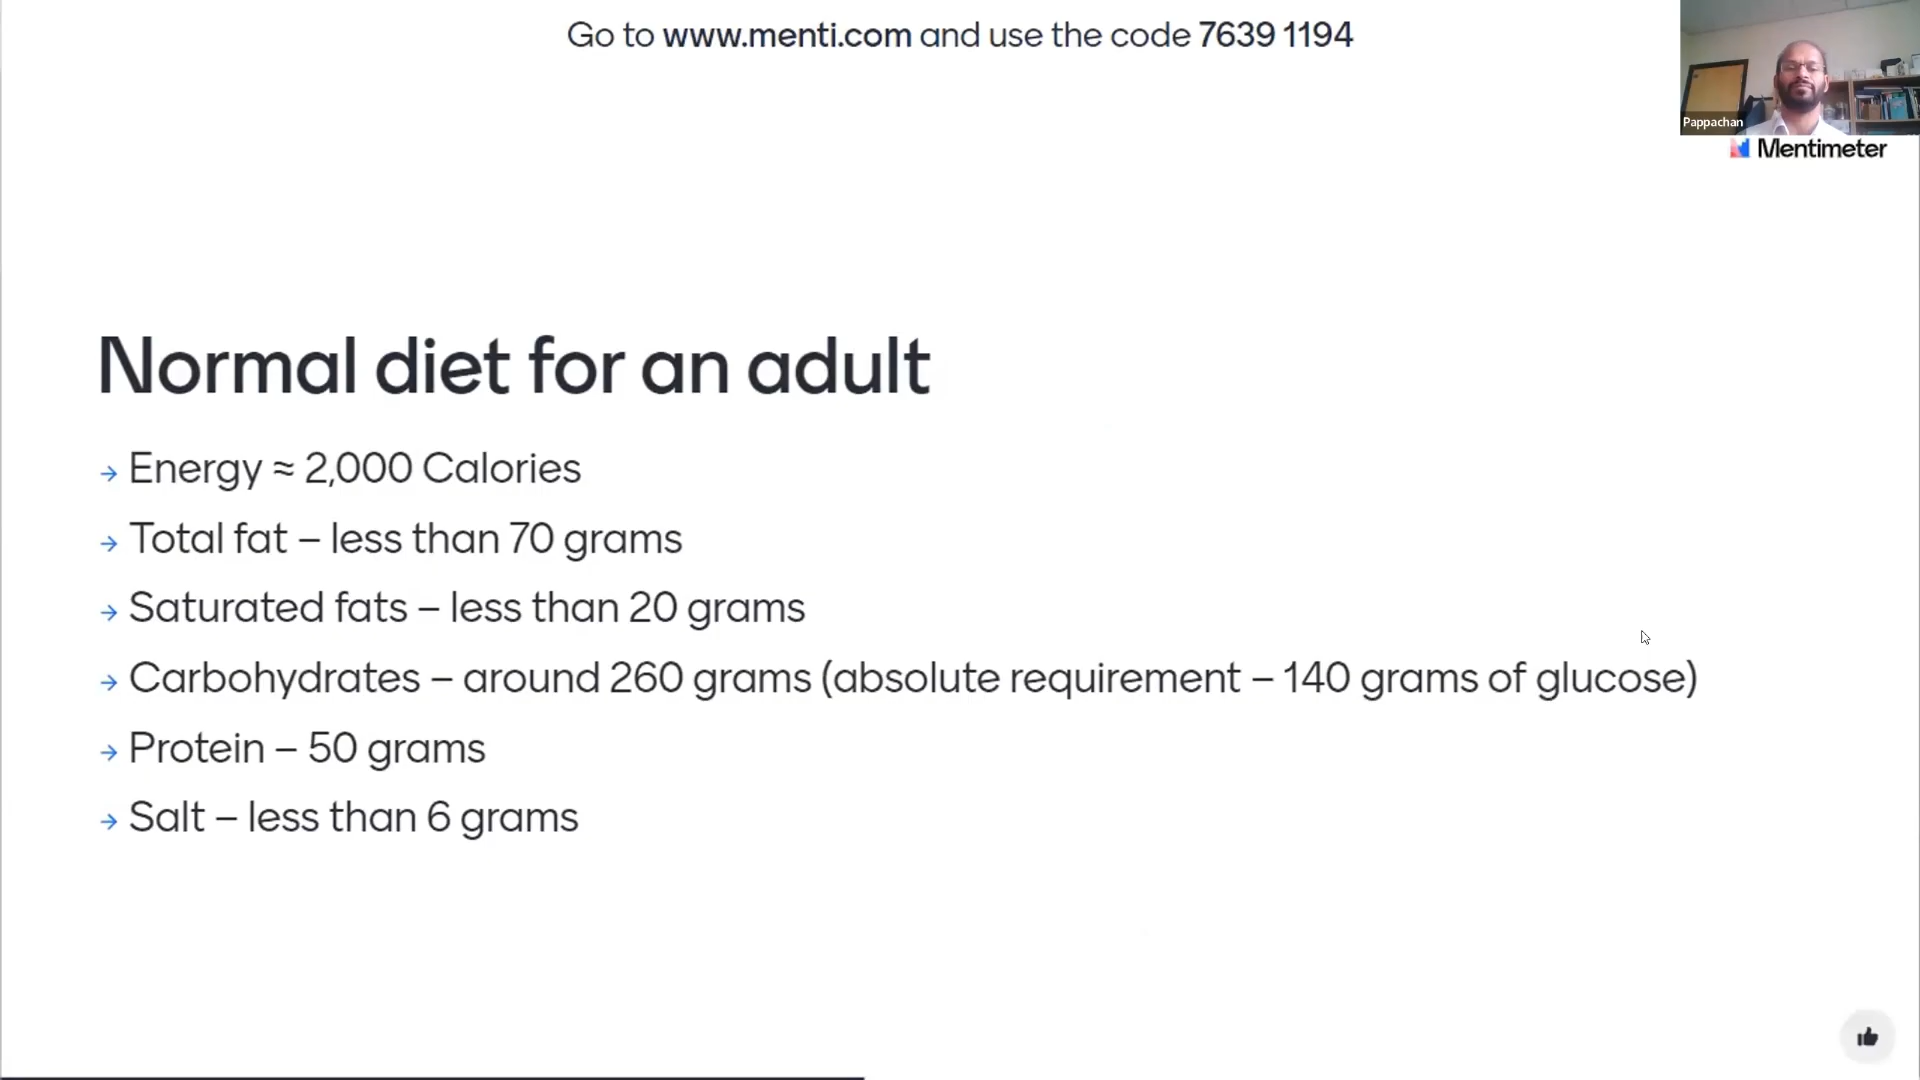 Go to www.menti.com and use the code 7639 1194
Pappachan
Mentimeter
Normal diet for an adult
→ Energy ≈ 2,000 Calories
→ Total fat – less than 70 grams
→ Saturated fats – less than 20 grams
→ Carbohydrates – around 260 grams (absolute requirement – 140 grams of glucose)
→ Protein – 50 grams
→ Salt – less than 6 grams